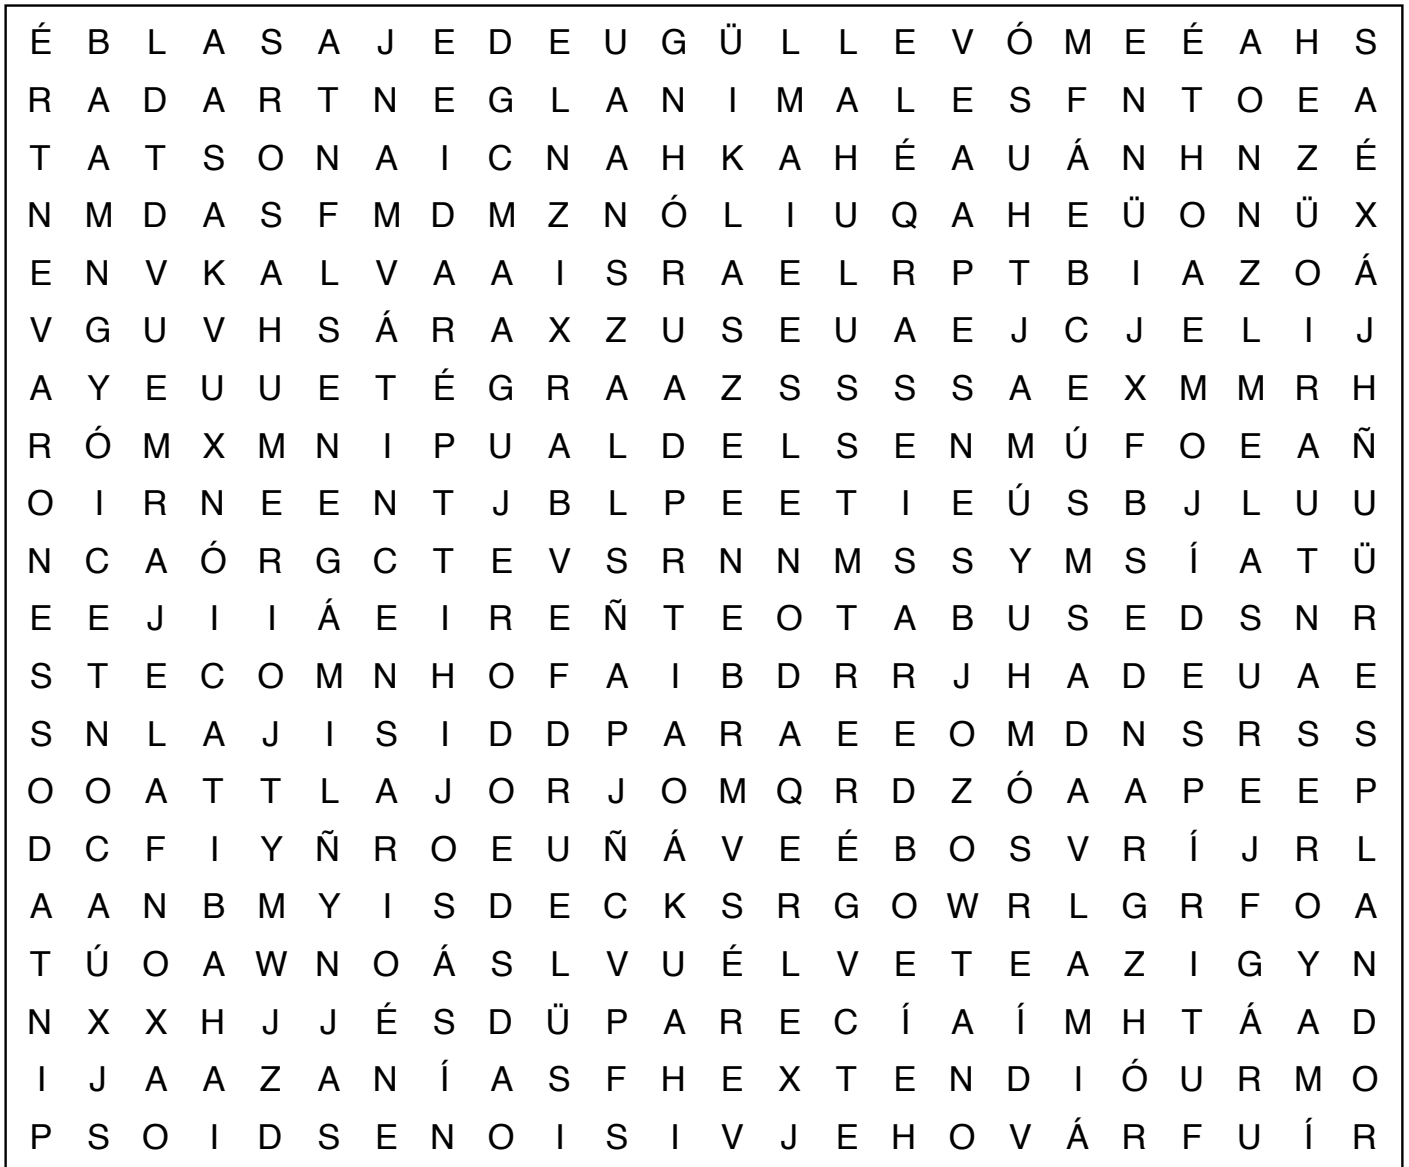 É B L A S A J E D E U G Ü L L E V Ó M E É A H S
R A D A R T N E G L A N I M A L E S F N T O E A
T A T S O N A I C N A H K A H É A U Á N H N Z É
N M D A S F M D M Z N Ó L I U Q A H E Ü O N Ü X
E N V K A L V A A I S R A E L R P T B I A Z O Á
V G U V H S Á R A X Z U S E U A E J C J E L I J
A Y E U U E T É G R A A Z S S S S A E X M M R H
R Ó M X M N I P U A L D E L S E N M Ú F O E A Ñ
O I R N E E N T J B L P E E T I E Ú S B J L U U
N C A Ó R G C T E V S R N N M S S Y M S Í A T Ü
E E J I I Á E I R E Ñ T E O T A B U S E D S N R
S T E C O M N H O F A I B D R R J H A D E U A E
S N L A J I S I D D P A R A E E O M D N S R S S
O O A T T L A J O R J O M Q R D Z Ó A A P E E P
D C F I Y Ñ R O E U Ñ Á V E É B O S V R Í J R L
A A N B M Y I S D E C K S R G O W R L G R F O A
T Ú O A W N O Á S L V U É L V E T E A Z I G Y N
N X X H J J É S D Ü P A R E C Í A Í M H T Á A D
I J A A Z A N Í A S F H E X T E N D I Ó U R M O
P S O I D S E N O I S I V J E H O V Á R F U Í R